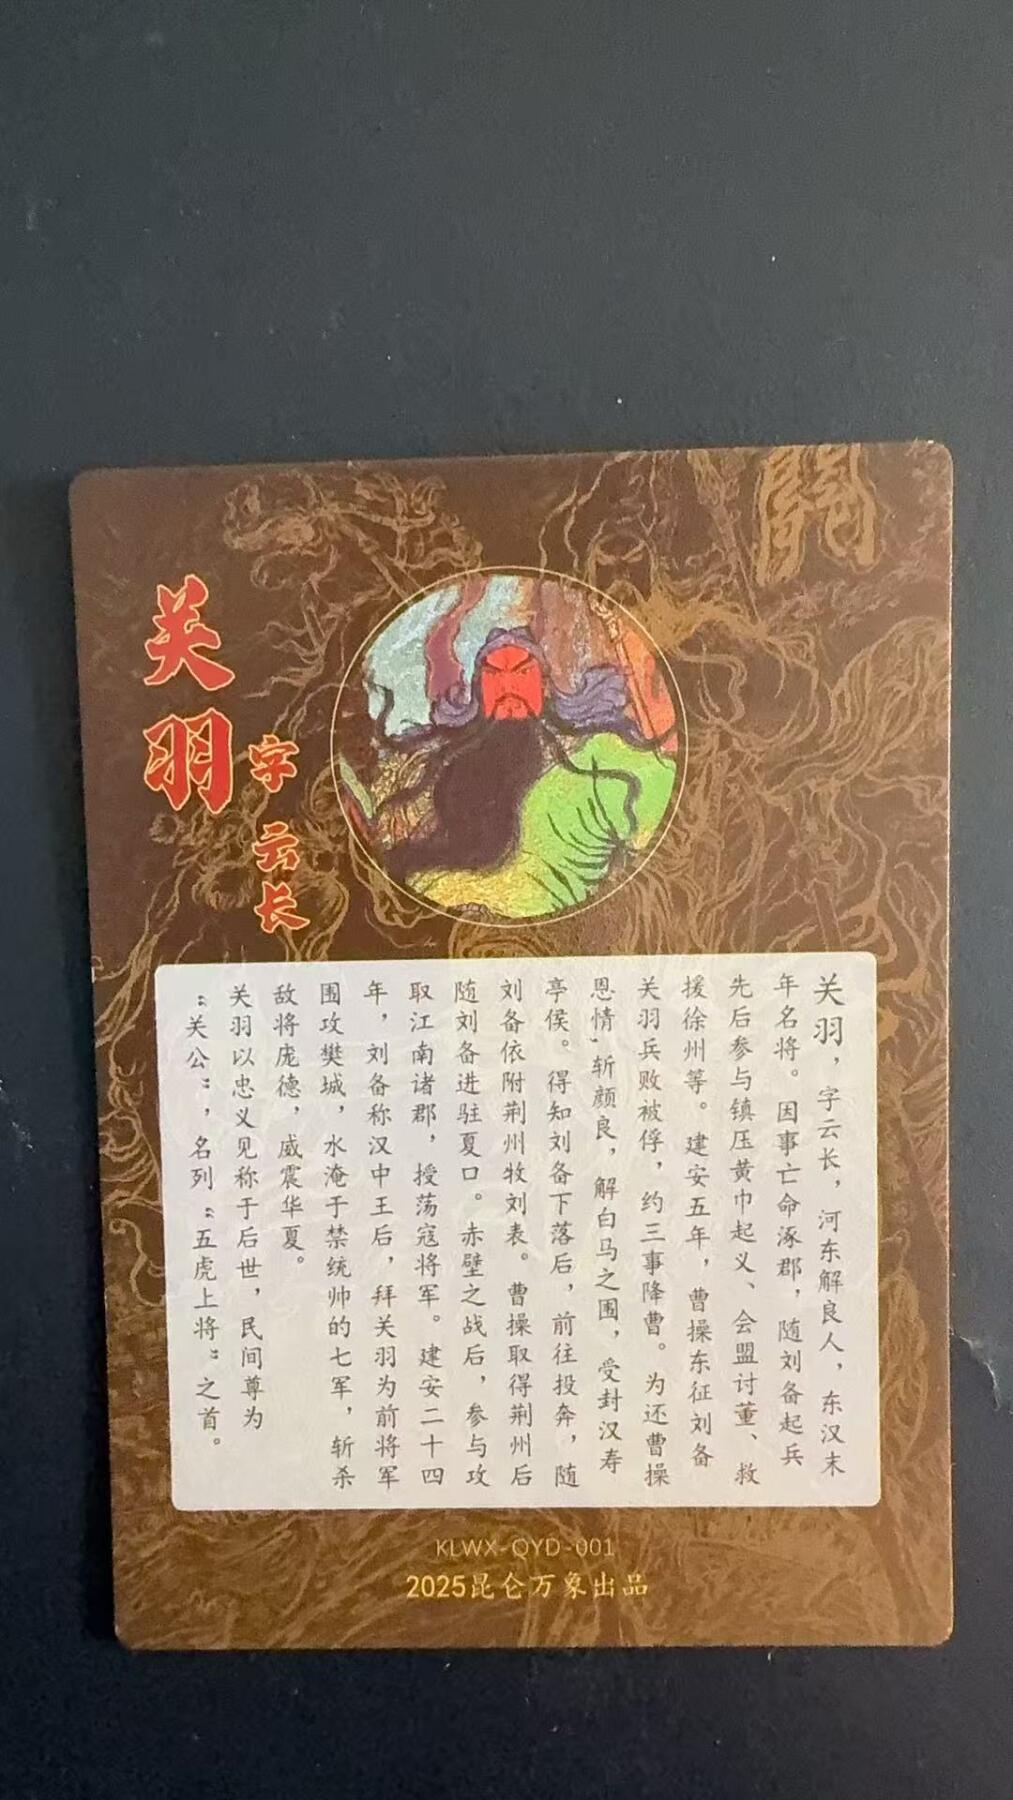 關
关羽
字云长
关羽，字云长，河东解良人，东汉末
年名将。因事亡命涿郡，随刘备起兵
先后参与镇压黄巾起义、会盟讨董、救
援徐州等。建安五年，曹操东征刘备
关羽兵败被俘，约三事降曹。为还曹操
恩情，斩颜良，解白马之围，受封汉寿
亭侯。得知刘备下落后，前往投奔，随
刘备依附荆州牧刘表。曹操取得荆州后
随刘备进驻夏口。赤壁之战后，参与攻
取江南诸郡，授荡寇将军。建安二十四
年，刘备称汉中王后，拜关羽为前将军
围攻樊城，水淹于禁统帅的七军，斩杀
敌将庞德，威震华夏。
关羽以忠义见称于后世，民间尊为
“关公”，名列“五虎上将”之首。
KLWX-QYD-001
2025昆仑万象出品